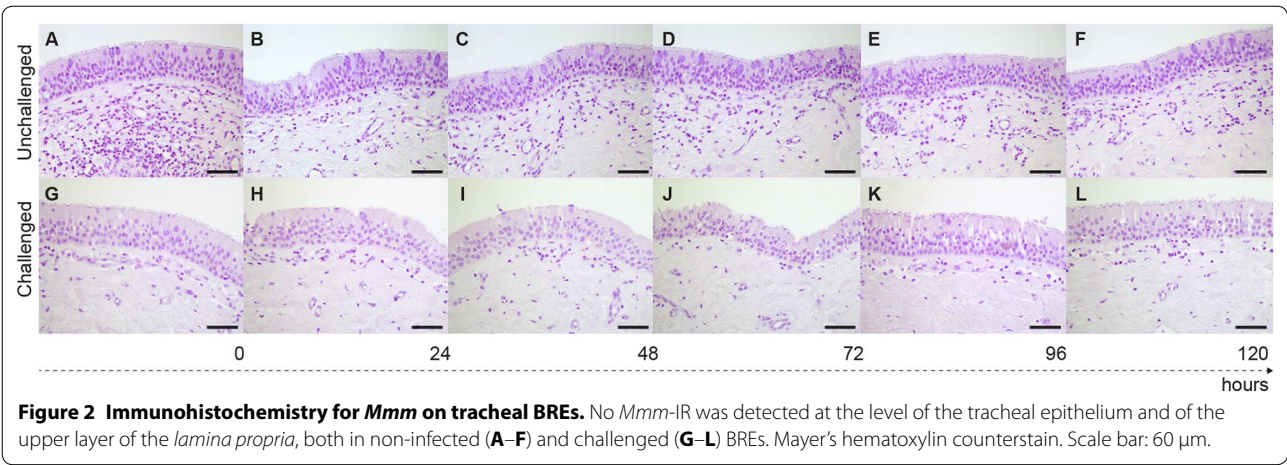 Unchallenged
A B C D E F
Challenged
G H I J K L
0 24 48 72 96 120
hours
Figure 2 Immunohistochemistry for Mmm on tracheal BREs. No Mmm-IR was detected at the level of the tracheal epithelium and of the
upper layer of the lamina propria, both in non-infected (A–F) and challenged (G–L) BREs. Mayer’s hematoxylin counterstain. Scale bar: 60 µm.